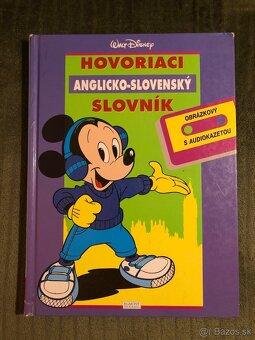 WALT DISNEY
HOVORIACI
ANGLICKO-SLOVENSKÝ
SLOVNÍK
OBRÁZKOVÝ
S AUDIOKAZETOU
bazos.sk